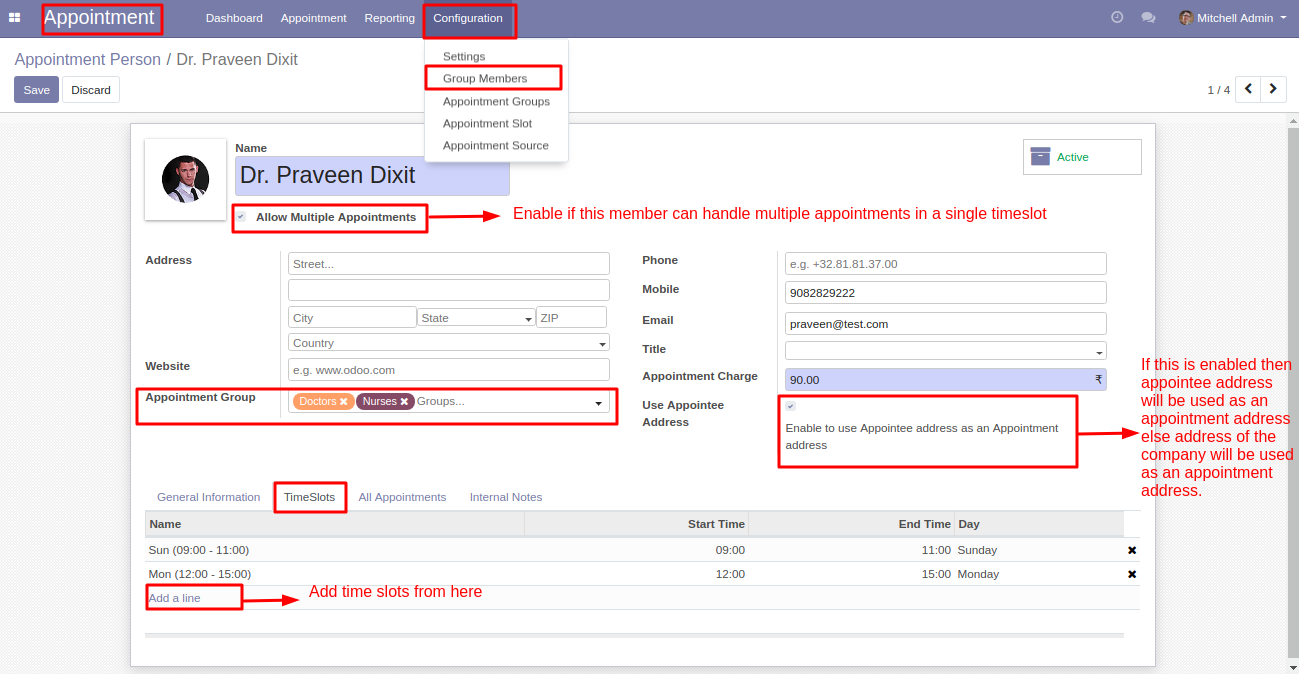 Appointment Dashboard Appointment Reporting Configuration Mitchell Admin
Settings
Group Members
Appointment Groups
Appointment Slot
Appointment Source
Appointment Person / Dr. Praveen Dixit
Save Discard
1 / 4
Name
Dr. Praveen Dixit
Active
Allow Multiple Appointments
Enable if this member can handle multiple appointments in a single timeslot
Address
Street...
City State ZIP
Country
Website e.g. www.odoo.com
Appointment Group Doctors Nurses Groups...
Phone e.g. +32.81.81.37.00
Mobile 9082829222
Email praveen@test.com
Title
Appointment Charge 90.00 ₹
Use Appointee
Address
Enable to use Appointee address as an Appointment
address
If this is enabled then
appointee address
will be used as an
appointment address
else address of the
company will be used
as an appointment
address.
General Information TimeSlots All Appointments Internal Notes
Name Start Time End Time Day
Sun (09:00 - 11:00) 09:00 11:00 Sunday
Mon (12:00 - 15:00) 12:00 15:00 Monday
Add a line
Add time slots from here